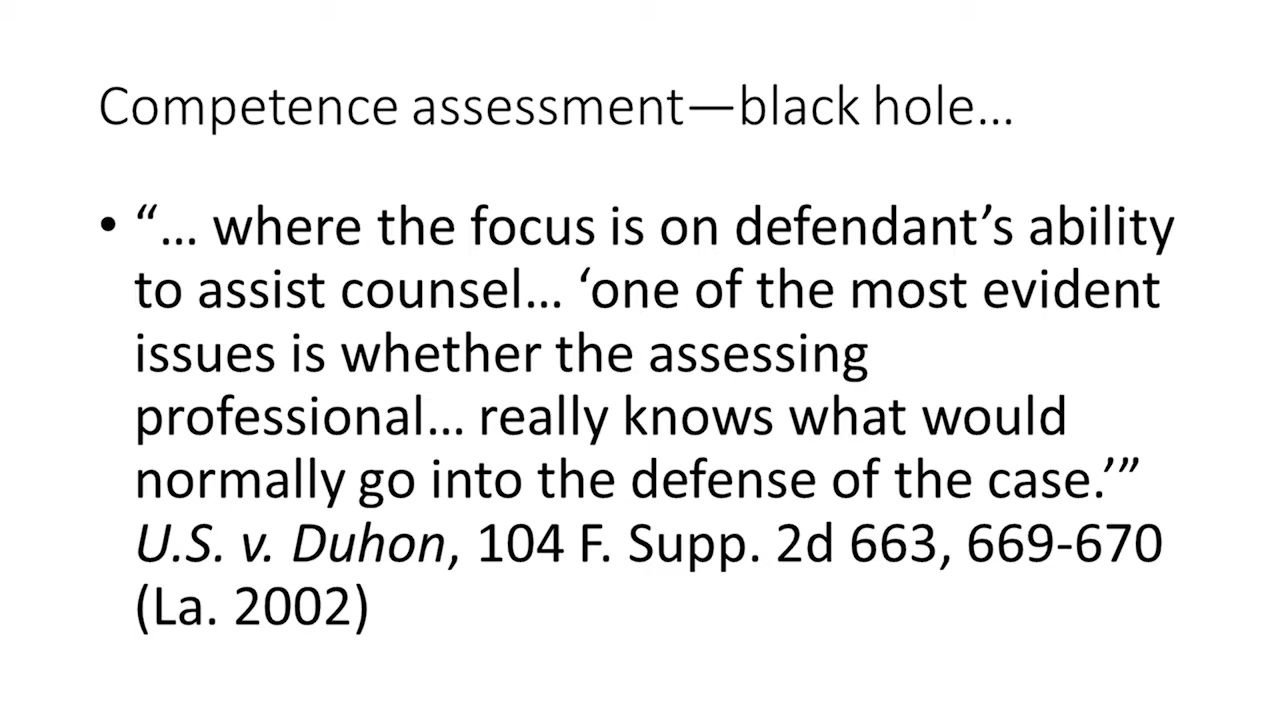 Competence assessment—black hole…
• “… where the focus is on defendant’s ability
to assist counsel… ‘one of the most evident
issues is whether the assessing
professional… really knows what would
normally go into the defense of the case.’”
U.S. v. Duhon, 104 F. Supp. 2d 663, 669-670
(La. 2002)